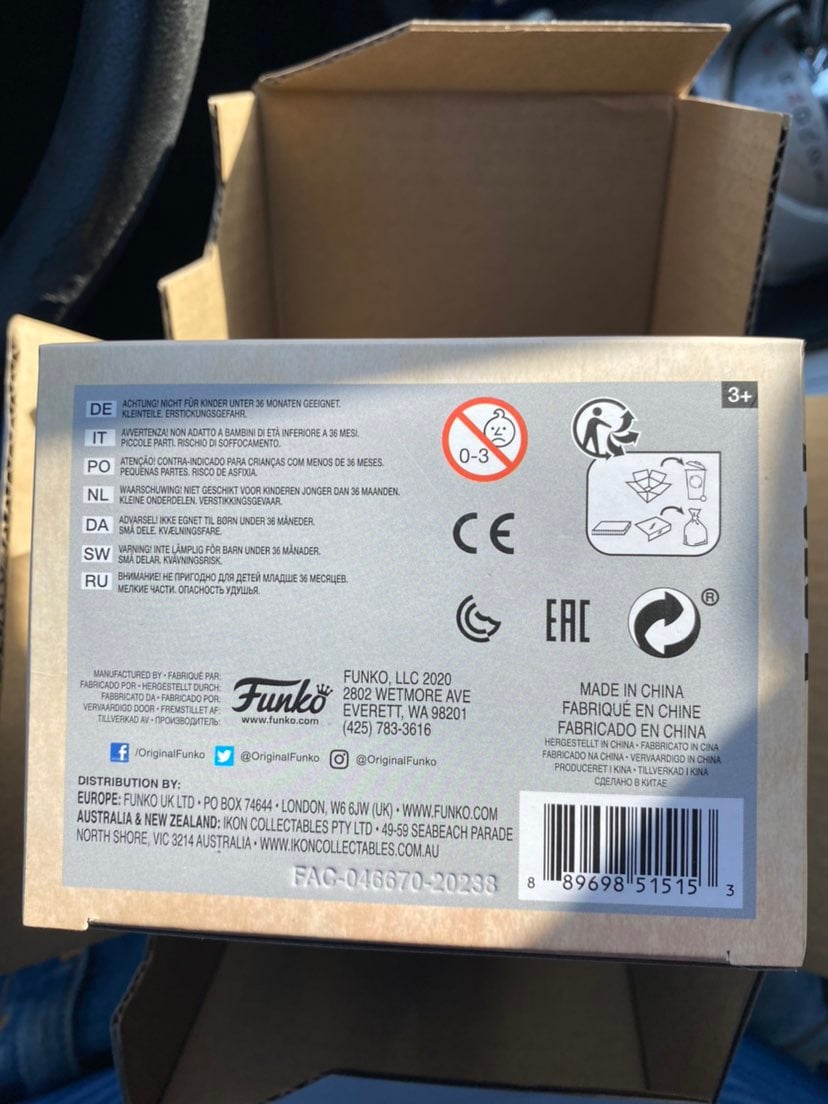 3+
DE ACHTUNG! NICHT FÜR KINDER UNTER 36 MONATEN GEEIGNET.
KLEINTEILE. ERSTICKUNGSGEFAHR.
IT AVVERTENZA! NON ADATTO A BAMBINI DI ETÀ INFERIORE A 36 MESI.
PICCOLE PARTI. RISCHIO DI SOFFOCAMENTO.
PO ATENÇÃO! CONTRA-INDICADO PARA CRIANÇAS COM MENOS DE 36 MESES.
PEQUENAS PARTES. RISCO DE ASFIXIA.
NL WAARSCHUWING! NIET GESCHIKT VOOR KINDEREN JONGER DAN 36 MAANDEN.
KLEINE ONDERDELEN. VERSTIKKINGSGEVAAR.
DA ADVARSEL! IKKE EGNET TIL BØRN UNDER 36 MÅNEDER.
SMÅ DELE. KVÆLNINGSFARE.
SW VARNING! INTE LÄMPLIG FÖR BARN UNDER 36 MÅNADER.
SMÅ DELAR. KVÄVNINGSRISK.
RU ВНИМАНИЕ! НЕ ПРИГОДНО ДЛЯ ДЕТЕЙ МЛАДШЕ 36 МЕСЯЦЕВ.
МЕЛКИЕ ЧАСТИ. ОПАСНОСТЬ УДУШЬЯ.
0-3
CE
EAC
®
MANUFACTURED BY • FABRIQUÉ PAR:
FABRICADO POR • HERGESTELLT DURCH:
FABBRICATO DA • FABRICADO POR:
VERVAARDIGD DOOR • FREMSTILLET AF:
TILLVERKAD AV • ПРОИЗВОДИТЕЛЬ:
Funko
www.funko.com
FUNKO, LLC 2020
2802 WETMORE AVE
EVERETT, WA 98201
(425) 783-3616
/OriginalFunko @OriginalFunko @OriginalFunko
MADE IN CHINA
FABRIQUÉ EN CHINE
FABRICADO EN CHINA
HERGESTELLT IN CHINA • FABBRICATO IN CINA
FABRICADO NA CHINA • VERVAARDIGD IN CHINA
PRODUCERET I KINA • TILLVERKAD I KINA
СДЕЛАНО В КИТАЕ
DISTRIBUTION BY:
EUROPE: FUNKO UK LTD • PO BOX 74644 • LONDON, W6 6JW (UK) • WWW.FUNKO.COM
AUSTRALIA & NEW ZEALAND: IKON COLLECTABLES PTY LTD • 49-59 SEABEACH PARADE
NORTH SHORE, VIC 3214 AUSTRALIA • WWW.IKONCOLLECTABLES.COM.AU
FAC-046670-20238
8 89698 51515 3